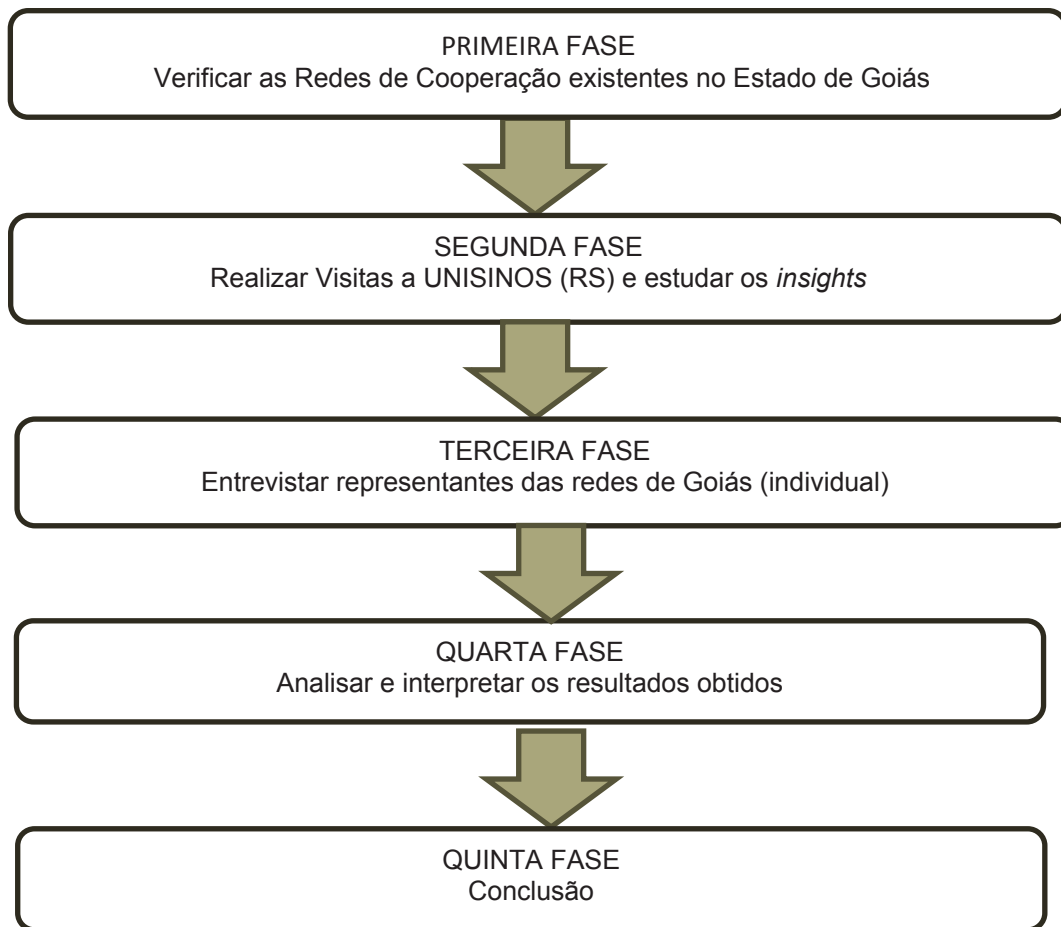 PRIMEIRA FASE
Verificar as Redes de Cooperação existentes no Estado de Goiás
SEGUNDA FASE
Realizar Visitas a UNISINOS (RS) e estudar os insights
TERCEIRA FASE
Entrevistar representantes das redes de Goiás (individual)
QUARTA FASE
Analisar e interpretar os resultados obtidos
QUINTA FASE
Conclusão